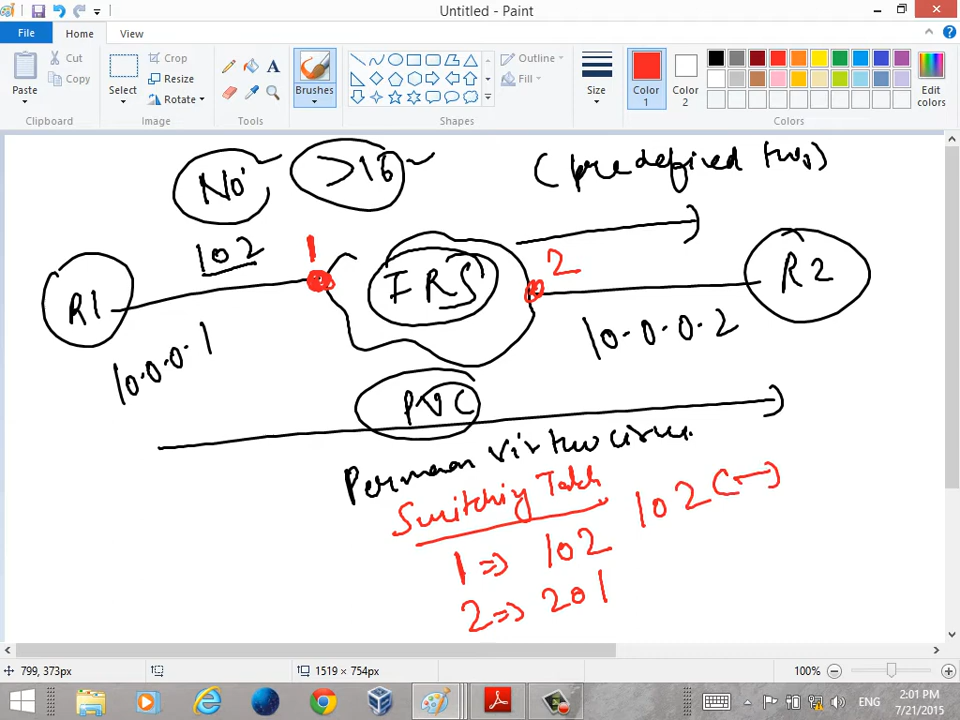 Untitled - Paint
File Home View
Cut
Copy
Paste
Clipboard
Crop
Resize
Rotate
Select
Image
Tools
Brushes
Outline
Fill
Shapes
Size
Color 1
Color 2
Edit colors
Colors
No >16 (predefined
102 1
R1 FRS 2 R2
10.0.0.1 10.0.0.2
PVC
Switching
102
1 => 102
2 => 201
799, 373px
1519 × 754px
100%
ENG
2:01 PM
7/21/2015